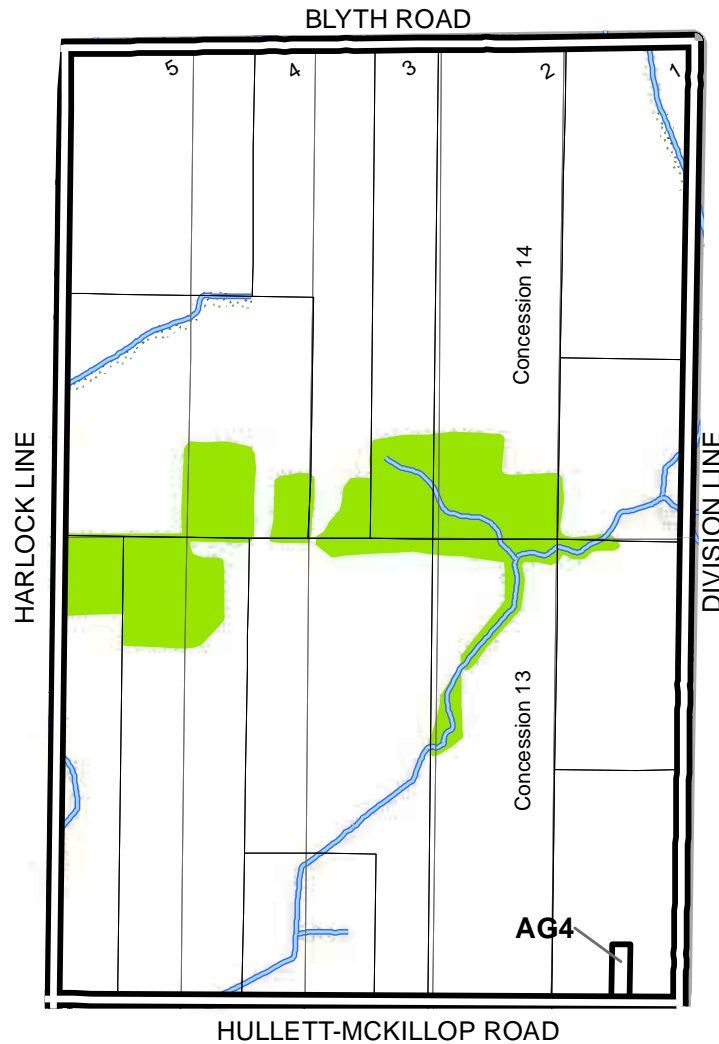 BLYTH ROAD
5
4
3
2
1
Concession 14
HARLOCK LINE
DIVISION LINE
Concession 13
AG4
HULLETT-MCKILLOP ROAD